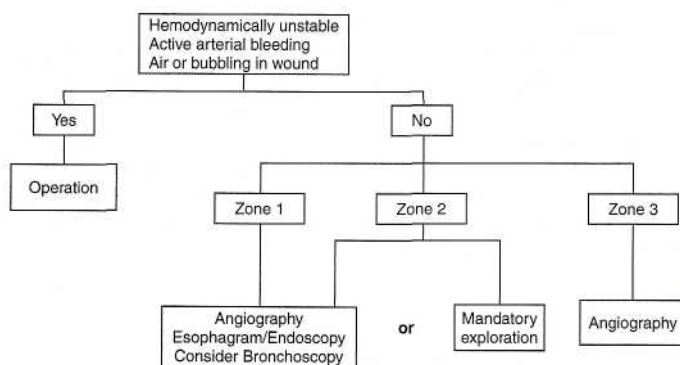 Hemodynamically unstable
Active arterial bleeding
Air or bubbling in wound
Yes
No
Operation
Zone 1
Zone 2
Zone 3
Angiography
Esophagram/Endoscopy
Consider Bronchoscopy
or
Mandatory
exploration
Angiography